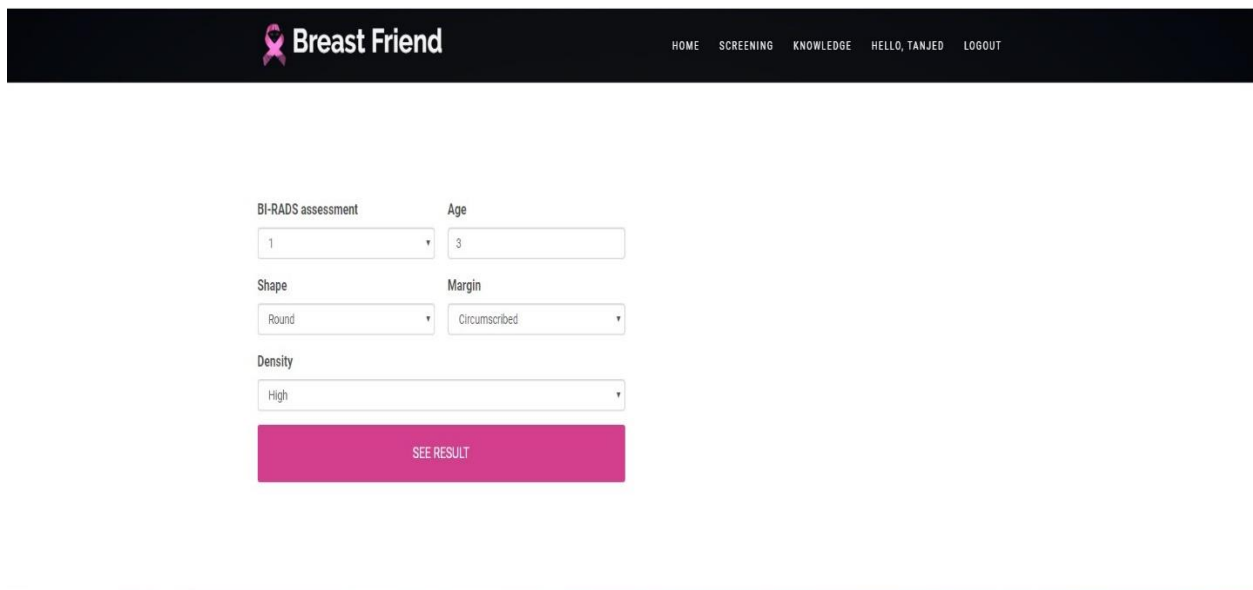 Breast Friend
HOME SCREENING KNOWLEDGE HELLO, TANJED LOGOUT
BI-RADS assessment Age
1 3
Shape Margin
Round Circumscribed
Density
High
SEE RESULT